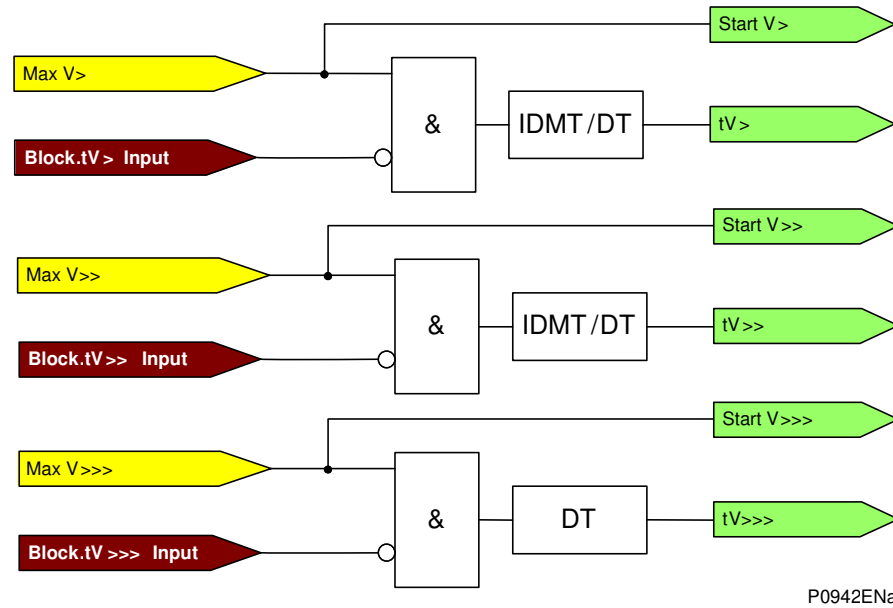 Start V>
Max V>
& IDMT/DT tV>
Block.tV> Input
Start V>>
Max V>>
& IDMT/DT tV>>
Block.tV>> Input
Start V>>>
Max V>>>
& DT tV>>>
Block.tV>>> Input
P0942ENa